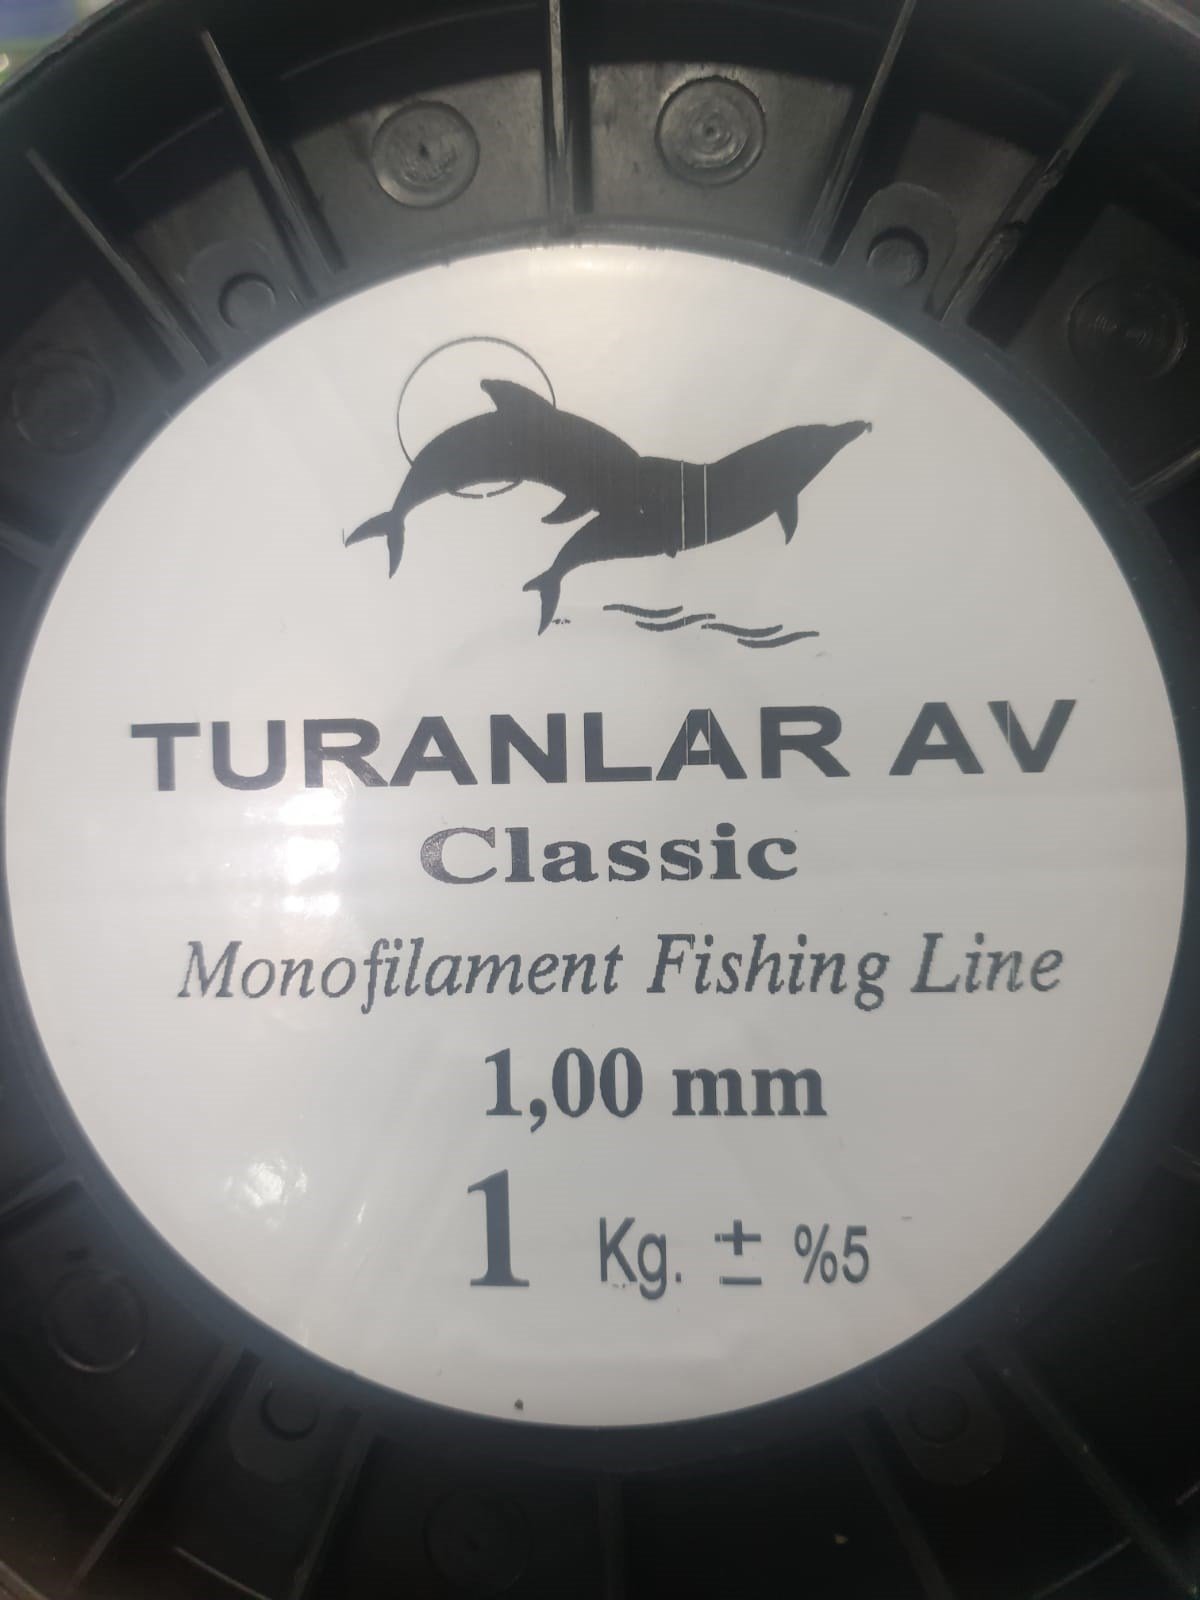 TURANLAR AV
Classic
Monofilament Fishing Line
1,00 mm
1 Kg. ± %5